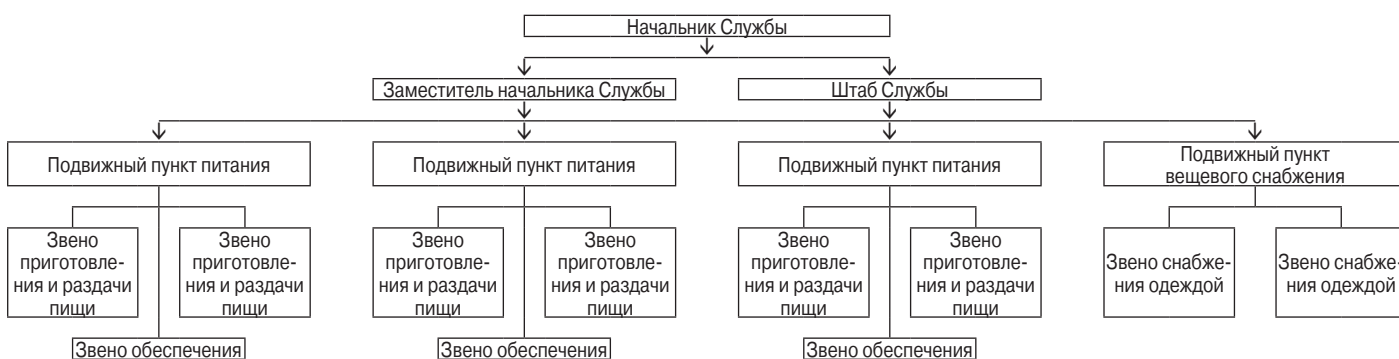 Начальник Службы
Заместитель начальника Службы
Штаб Службы
Подвижный пункт питания
Подвижный пункт питания
Подвижный пункт питания
Подвижный пункт
вещевого снабжения
Звено
приготовле-
ния и раздачи
пищи
Звено
приготовле-
ния и раздачи
пищи
Звено
приготовле-
ния и раздачи
пищи
Звено
приготовле-
ния и раздачи
пищи
Звено
приготовле-
ния и раздачи
пищи
Звено
приготовле-
ния и раздачи
пищи
Звено снабже-
ния одеждой
Звено снабже-
ния одеждой
Звено обеспечения
Звено обеспечения
Звено обеспечения